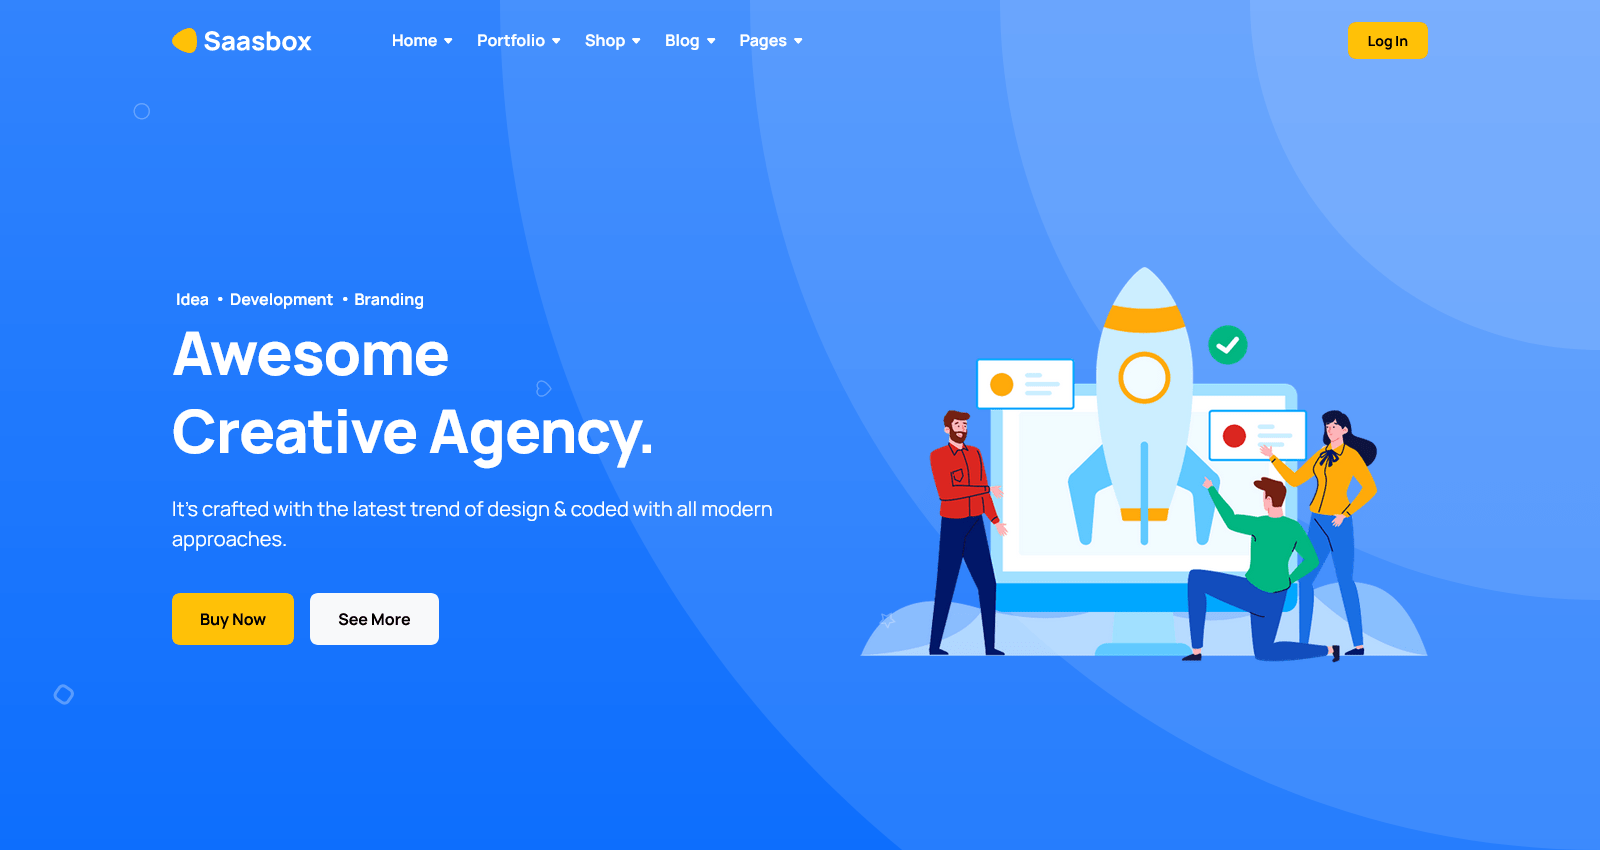 Saasbox
Home Portfolio Shop Blog Pages
Log In
Idea • Development • Branding
Awesome
Creative Agency.
It's crafted with the latest trend of design & coded with all modern
approaches.
Buy Now
See More